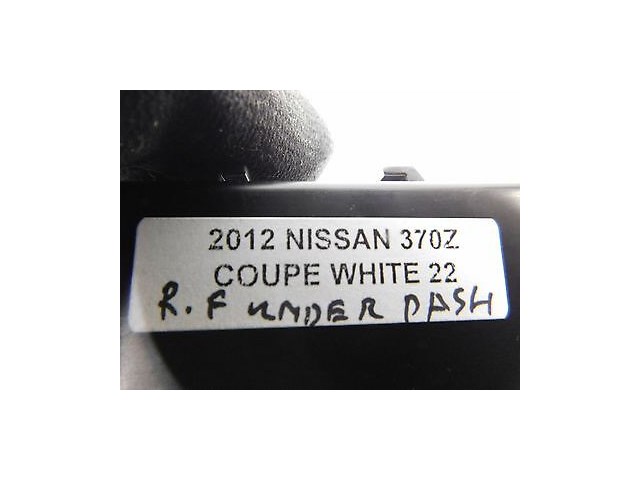 2012 NISSAN 370Z
COUPE WHITE 22
R.F UNDER DASH